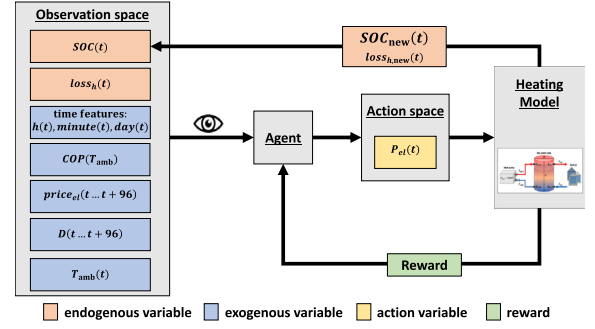 Observation space
SOC(t)
loss_h(t)
time features:
h(t), minute(t), day(t)
COP(T_amb)
price_el(t … t + 96)
D(t … t + 96)
T_amb(t)
SOC_new(t)
loss_h,new(t)
Agent
Action space
P_el(t)
Heating
Model
Reward
endogenous variable
exogenous variable
action variable
reward